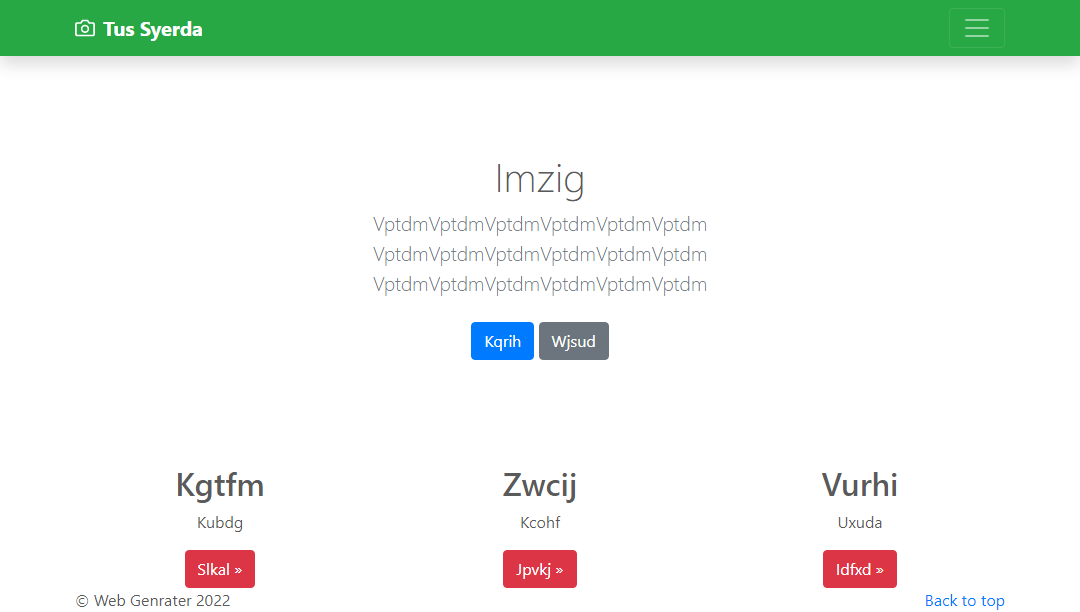 Tus Syerda
Imzig
VptdmVptdmVptdmVptdmVptdmVptdm
VptdmVptdmVptdmVptdmVptdmVptdm
VptdmVptdmVptdmVptdmVptdmVptdm
Kqrih Wjsud
Kgtfm
Kubdg
Slkal »
Zwcij
Kcohf
Jpvkj »
Vurhi
Uxuda
Idfxd »
© Web Genrater 2022
Back to top